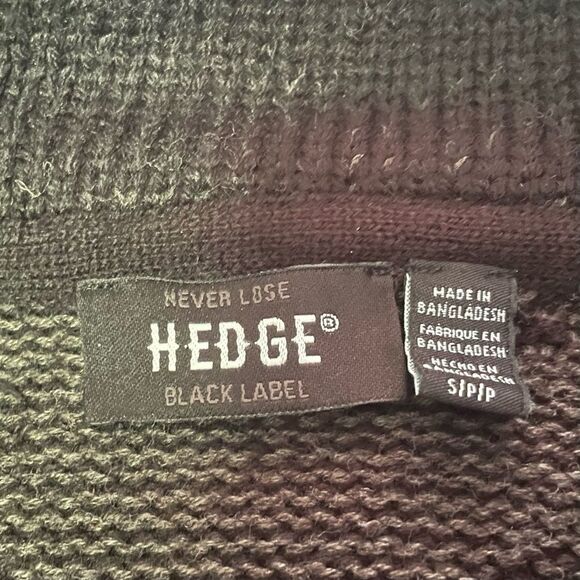 NEVER LOSE
HEDGE®
BLACK LABEL
MADE IN
BANGLADESH
FABRIQUE EN
BANGLADESH
HECHO EN
BANGLADESH
S/P/P